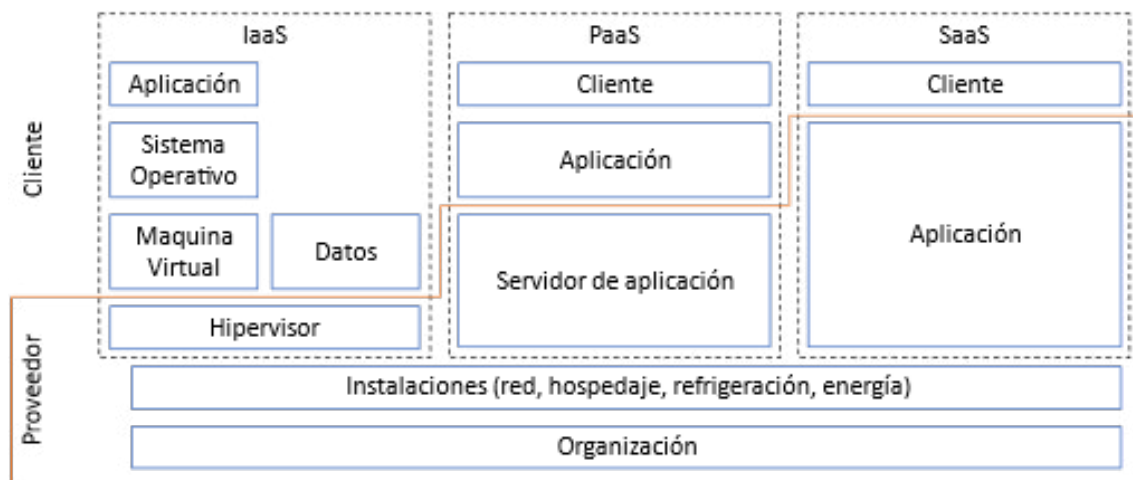 IaaS
PaaS
SaaS
Aplicación
Cliente
Cliente
Cliente
Sistema
Operativo
Aplicación
Maquina
Virtual
Datos
Servidor de aplicación
Aplicación
Hipervisor
Proveedor
Instalaciones (red, hospedaje, refrigeración, energía)
Organización